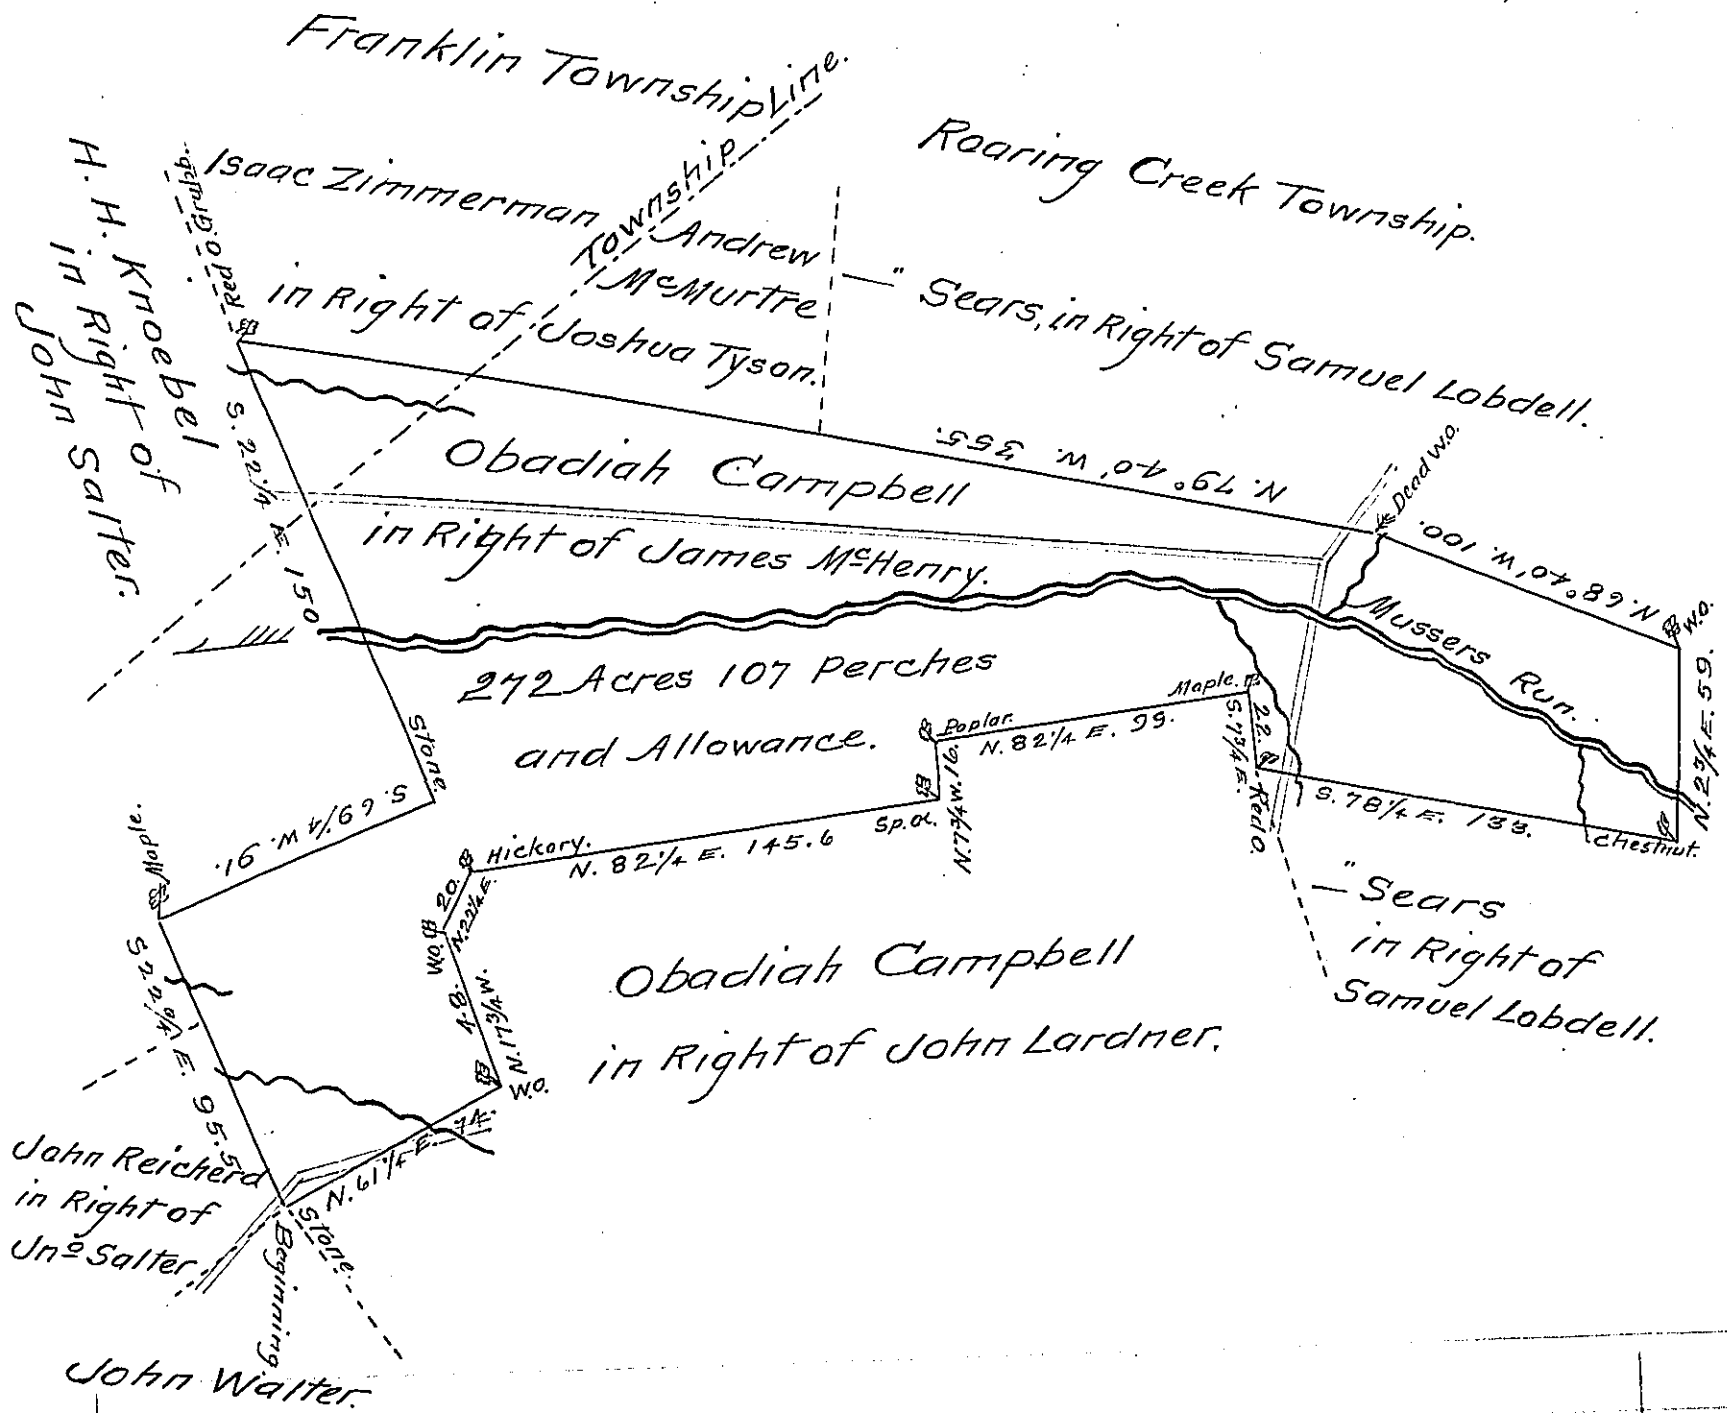 Franklin Township
Township Line.
Roaring Creek Township.
Isaac Zimmerman
Andrew
McMurtre
in Right of Joshua Tyson.
—" Sears, in Right of Samuel Lobdell.
H. H. Knoebel
in Right of
John Salter.
Red O. Grubb.
S. 22 1/4 E. 150
N. 79° 40' W. 355.
Dead W.O.
N. 68° 40' W. 100.
W.O.
N. 2 3/4 E. 59.
Obadiah Campbell
in Right of James McHenry.
Mussers Run.
272 Acres 107 Perches
and Allowance.
Stone.
S. 69 1/4 W. 91.
Maple.
S 22 1/4 E. 95.5
Hickory.
N. 82 1/4 E. 145.6
Sp.O.
N. 1 3/4 W. 16.
Poplar.
N. 82 1/4 E. 99.
Maple.
S. 7 3/4 E. 22.
Red O.
S. 78 1/4 E. 133.
Chestnut.
20.
N. 22 1/4 E.
W.O.
48.
N. 17 3/4 W.
W.O.
N. 61 1/4 E. 74.
Obadiah Campbell
in Right of John Lardner.
—" Sears
in Right of
Samuel Lobdell.
John Reicherd
in Right of
Jno Salter
Stone.
Beginning.
John Walter.